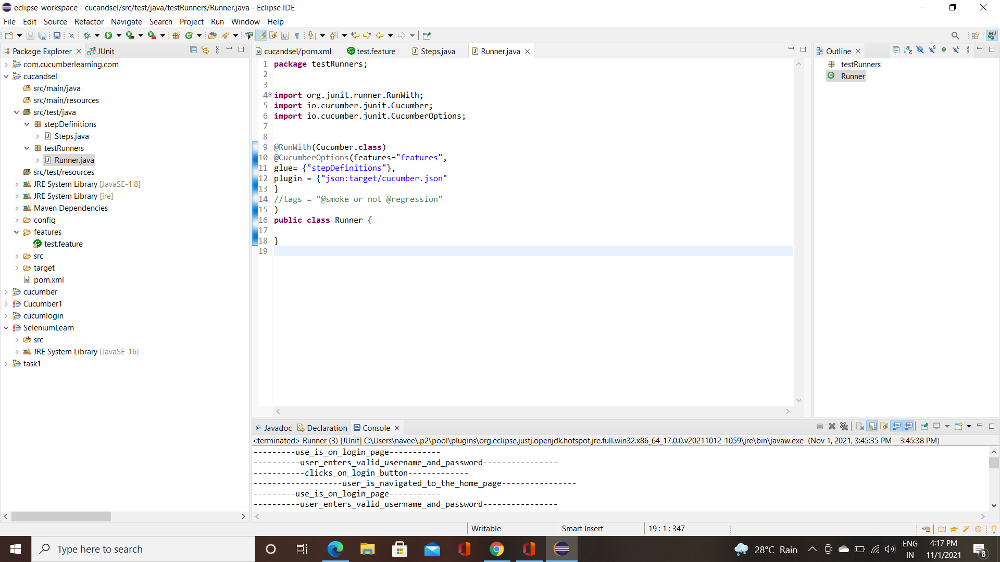 eclipse-workspace - cucandsel/src/test/java/testRunners/Runner.java - Eclipse IDE
File Edit Source Refactor Navigate Search Project Run Window Help
Package Explorer
JUnit
com.cucumberlearning.com
cucandsel
src/main/java
src/main/resources
src/test/java
stepDefinitions
Steps.java
testRunners
Runner.java
src/test/resources
JRE System Library [JavaSE-1.8]
JRE System Library [jre]
Maven Dependencies
config
features
test.feature
src
target
pom.xml
cucumber
Cucumber1
cucumlogin
SeleniumLearn
src
JRE System Library [JavaSE-16]
task1
cucandsel/pom.xml test.feature Steps.java Runner.java
1 package testRunners;
2
3
4 import org.junit.runner.RunWith;
5 import io.cucumber.junit.Cucumber;
6 import io.cucumber.junit.CucumberOptions;
7
8
9 @RunWith(Cucumber.class)
10 @CucumberOptions(features="features",
11 glue= {"stepDefinitions"},
12 plugin = {"json:target/cucumber.json"
13 }
14 //tags = "@smoke or not @regression"
15 )
16 public class Runner {
17
18 }
19
Outline
testRunners
Runner
Javadoc Declaration Console
<terminated> Runner (3) [JUnit] C:\Users\navee\.p2\pool\plugins\org.eclipse.justj.openjdk.hotspot.jre.full.win32.x86_64_17.0.0.v20211012-1059\jre\bin\javaw.exe (Nov 1, 2021, 3:45:35 PM – 3:45:38 PM)
---------use_is_on_login_page-----------
----------user_enters_valid_username_and_password----------------
-----------clicks_on_login_button-------------
-------------------user_is_navigated_to_the_home_page----------------
---------use_is_on_login_page-----------
----------user_enters_valid_username_and_password----------------
Writable Smart Insert 19 : 1 : 347
Type here to search
28°C Rain
ENG
IN
4:17 PM
11/1/2021
8